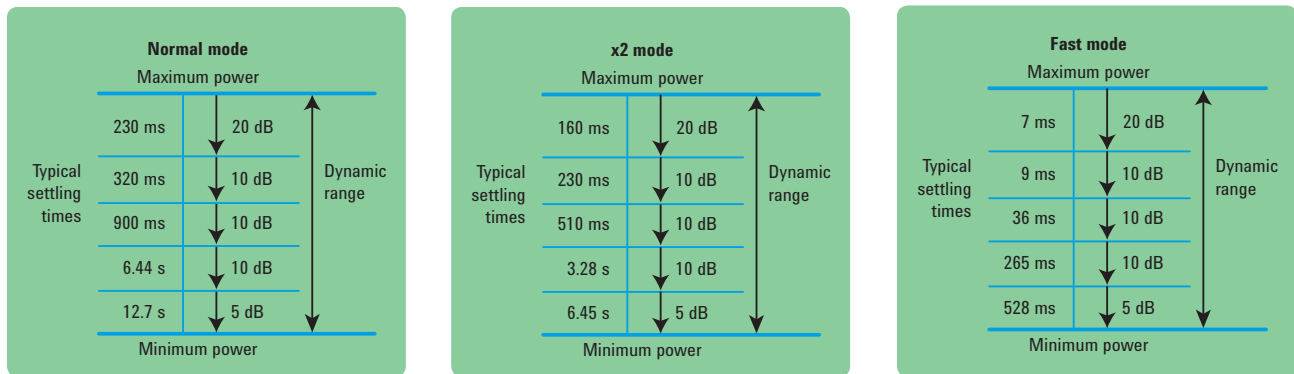 Normal mode
Maximum power
230 ms 20 dB
320 ms 10 dB
900 ms 10 dB
6.44 s 10 dB
12.7 s 5 dB
Typical
settling
times
Dynamic
range
Minimum power
x2 mode
Maximum power
160 ms 20 dB
230 ms 10 dB
510 ms 10 dB
3.28 s 10 dB
6.45 s 5 dB
Typical
settling
times
Dynamic
range
Minimum power
Fast mode
Maximum power
7 ms 20 dB
9 ms 10 dB
36 ms 10 dB
265 ms 10 dB
528 ms 5 dB
Typical
settling
times
Dynamic
range
Minimum power